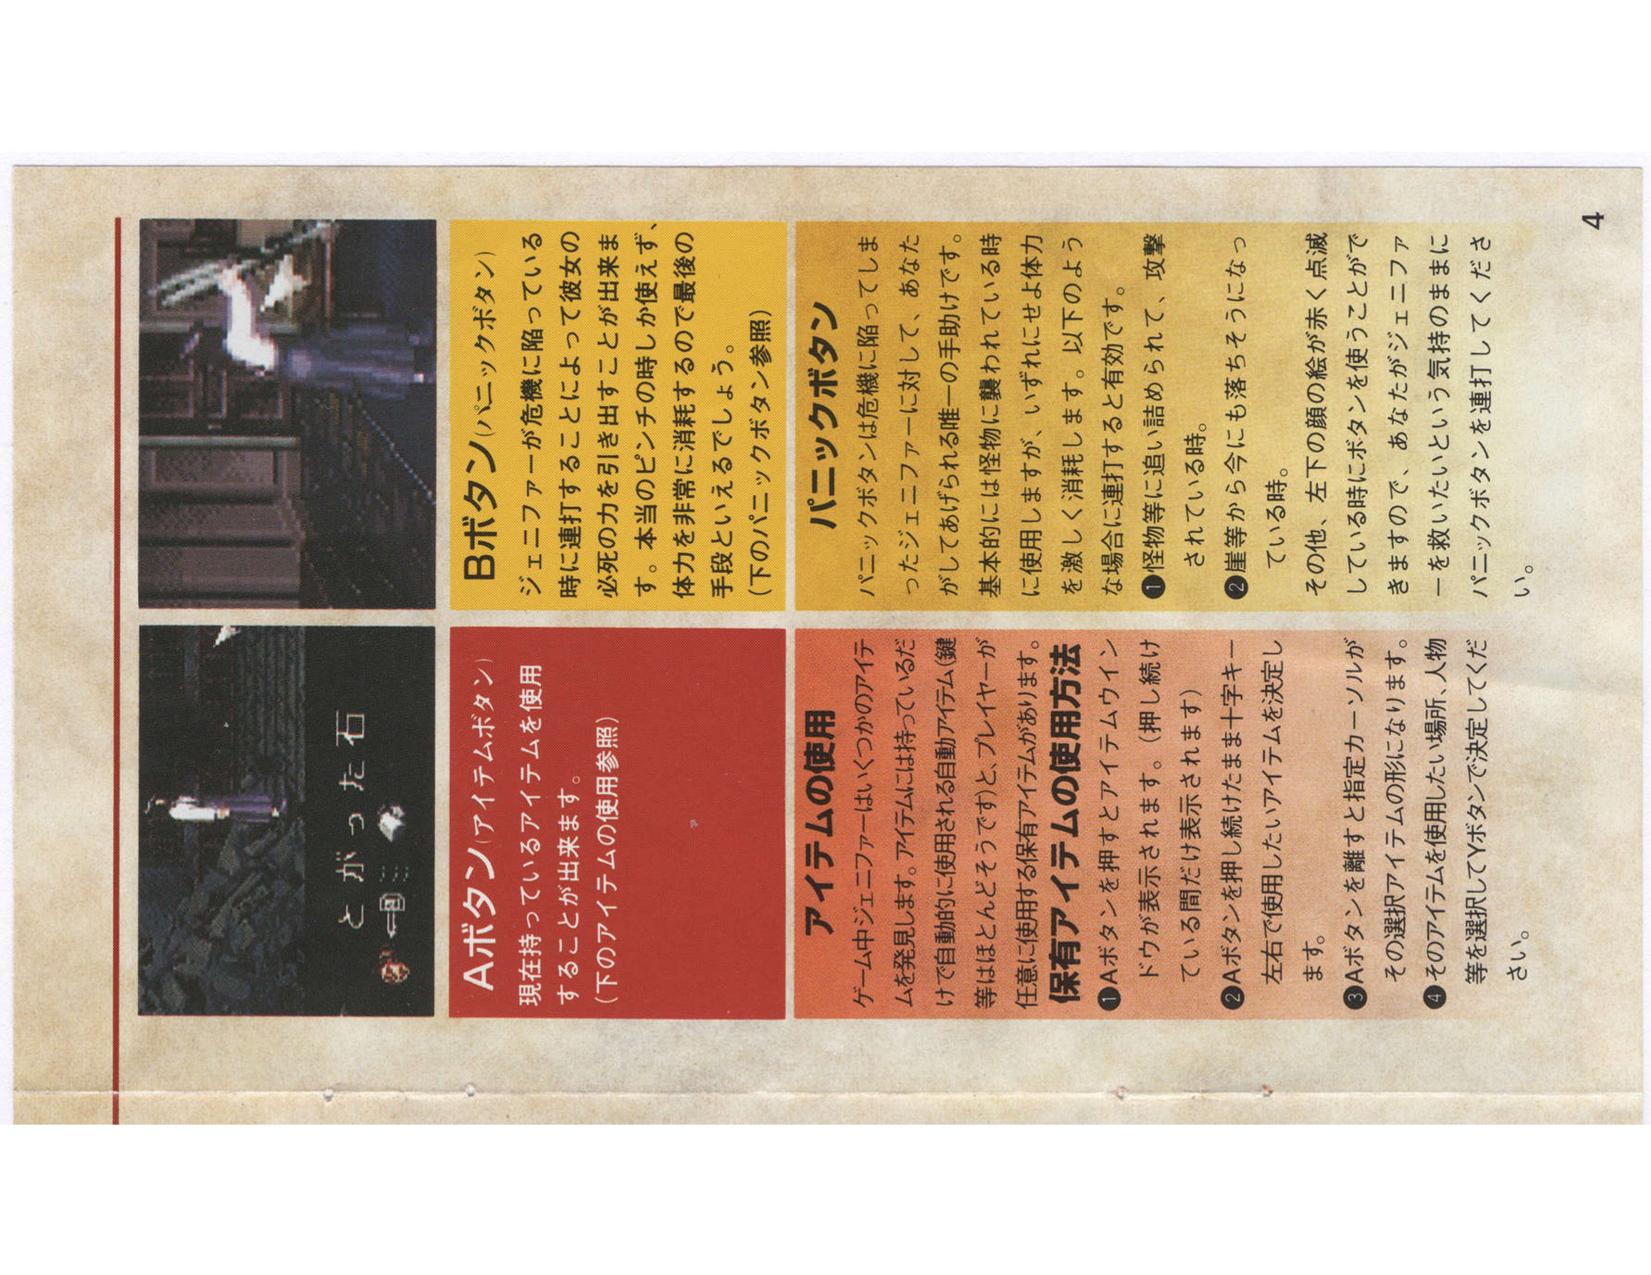 とがった石
Aボタン(アイテムボタン)
現在持っているアイテムを使用
することが出来ます。
(下のアイテムの使用参照)
Bボタン(パニックボタン)
ジェニファーが危機に陥っている
時に連打することによって彼女の
必死の力を引き出すことが出来ま
す。本当のピンチの時しか使えず、
体力を非常に消耗するので最後の
手段といえるでしょう。
(下のパニックボタン参照)
アイテムの使用
ゲーム中ジェニファーはいくつかのアイテ
ムを発見します。アイテムには持っているだ
けで自動的に使用される自動アイテム(鍵
等はほとんどそうです)と、プレイヤーが
任意に使用する保有アイテムがあります。
保有アイテムの使用方法
❶Aボタンを押すとアイテムウイン
ドウが表示されます。(押し続け
ている間だけ表示されます)
❷Aボタンを押し続けたまま十字キー
左右で使用したいアイテムを決定し
ます。
❸Aボタンを離すと指定カーソルが
その選択アイテムの形になります。
❹そのアイテムを使用したい場所、人物
等を選択してYボタンで決定してくだ
さい。
パニックボタン
パニックボタンは危機に陥ってしま
ったジェニファーに対して、あなた
がしてあげられる唯一の手助けです。
基本的には怪物に襲われている時
に使用しますが、いずれにせよ体力
を激しく消耗します。以下のよう
な場合に連打すると有効です。
❶怪物等に追い詰められて、攻撃
されている時。
❷崖等から今にも落ちそうになっ
ている時。
その他、左下の顔の絵が赤く点滅
している時にボタンを使うことがで
きますので、あなたがジェニファ
ーを救いたいという気持のままに
パニックボタンを連打してくださ
い。
4